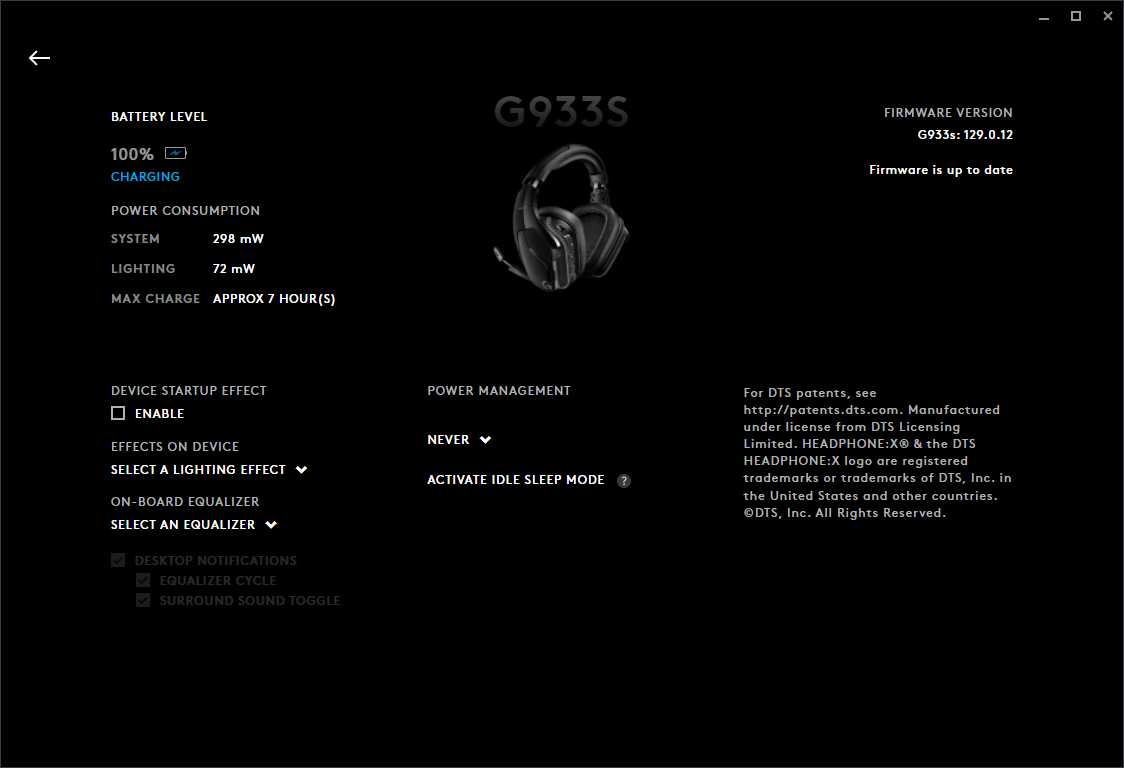 G933S
BATTERY LEVEL
100%
CHARGING
POWER CONSUMPTION
SYSTEM 298 mW
LIGHTING 72 mW
MAX CHARGE APPROX 7 HOUR(S)
FIRMWARE VERSION
G933s: 129.0.12
Firmware is up to date
DEVICE STARTUP EFFECT
ENABLE
EFFECTS ON DEVICE
SELECT A LIGHTING EFFECT
ON-BOARD EQUALIZER
SELECT AN EQUALIZER
DESKTOP NOTIFICATIONS
EQUALIZER CYCLE
SURROUND SOUND TOGGLE
POWER MANAGEMENT
NEVER
ACTIVATE IDLE SLEEP MODE ?
For DTS patents, see
http://patents.dts.com. Manufactured
under license from DTS Licensing
Limited. HEADPHONE:X® & the DTS
HEADPHONE:X logo are registered
trademarks or trademarks of DTS, Inc. in
the United States and other countries.
©DTS, Inc. All Rights Reserved.